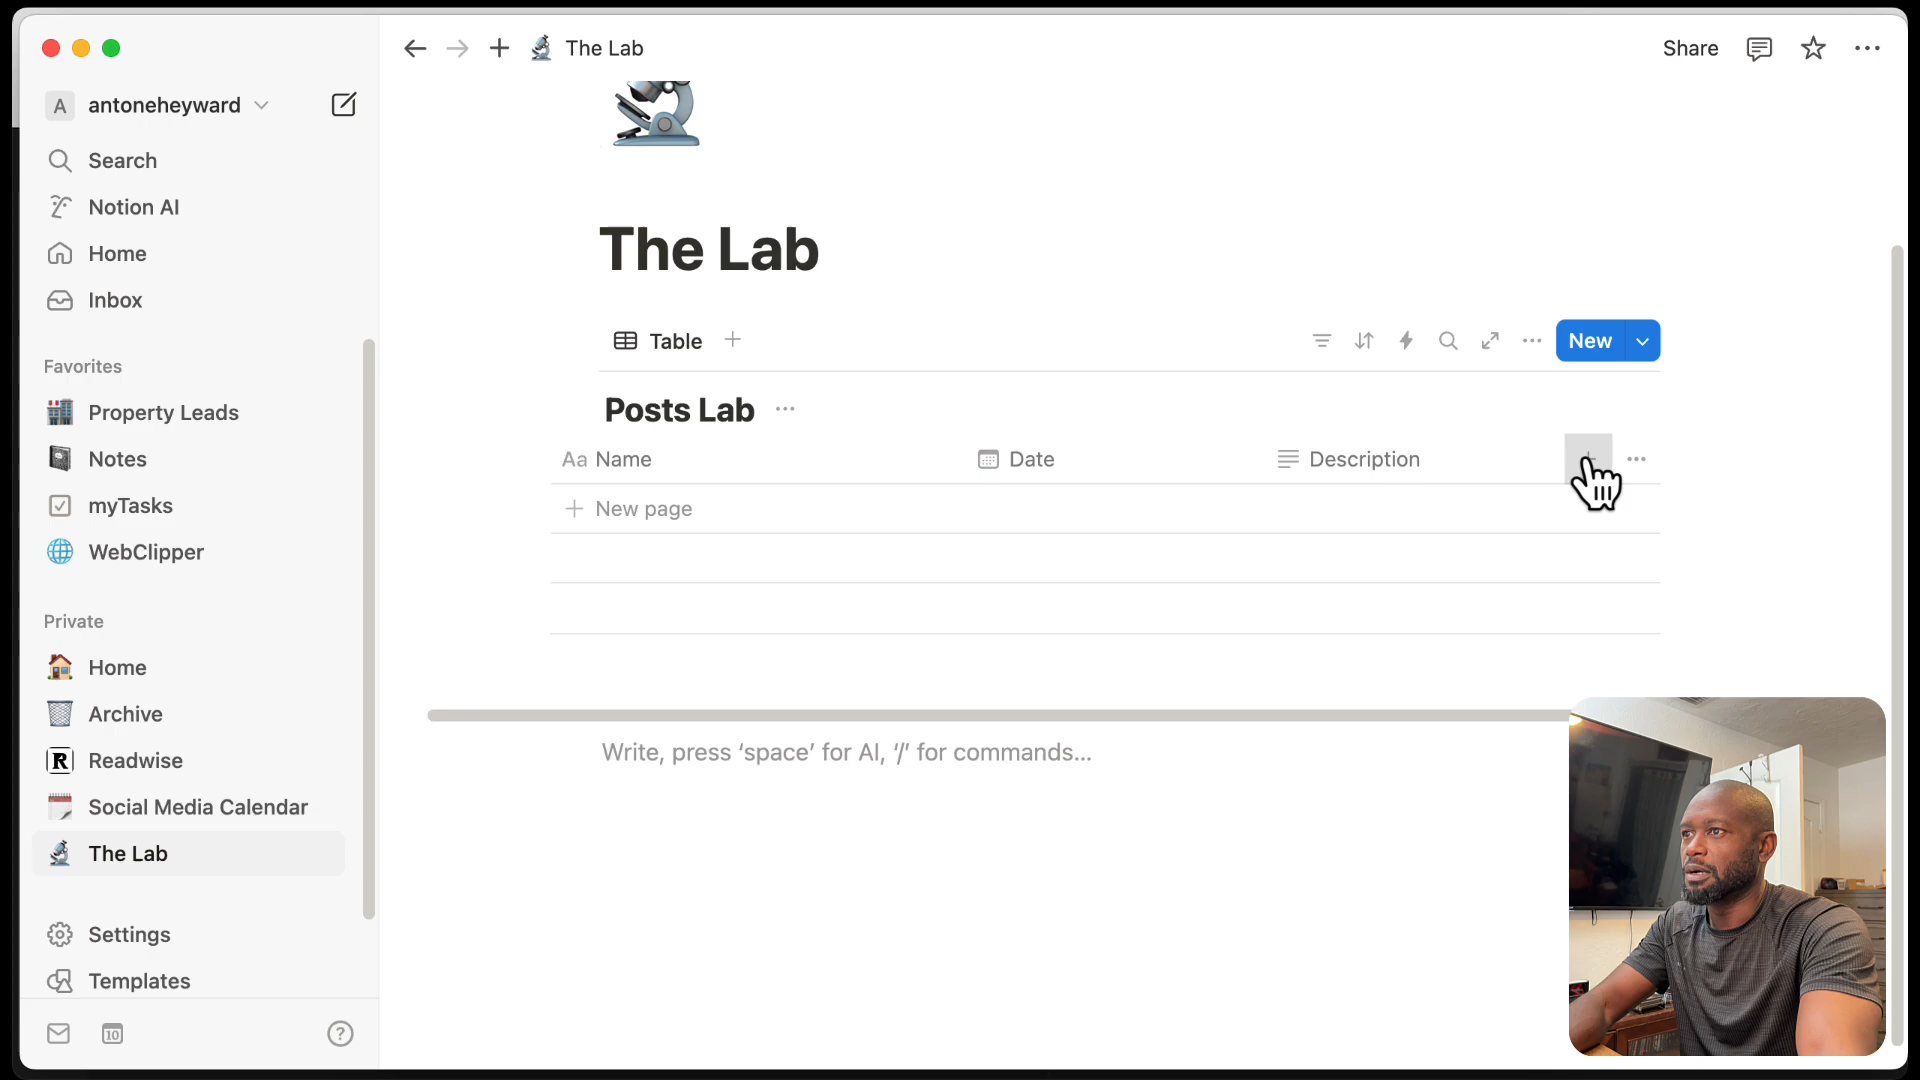 The Lab
Share
A antoneheyward
Search
Notion AI
Home
Inbox
Favorites
Property Leads
Notes
myTasks
WebClipper
Private
Home
Archive
R Readwise
Social Media Calendar
The Lab
Settings
Templates
10
?
The Lab
Table
New
Posts Lab
Aa Name
Date
Description
New page
Write, press ‘space’ for AI, ‘/’ for commands...